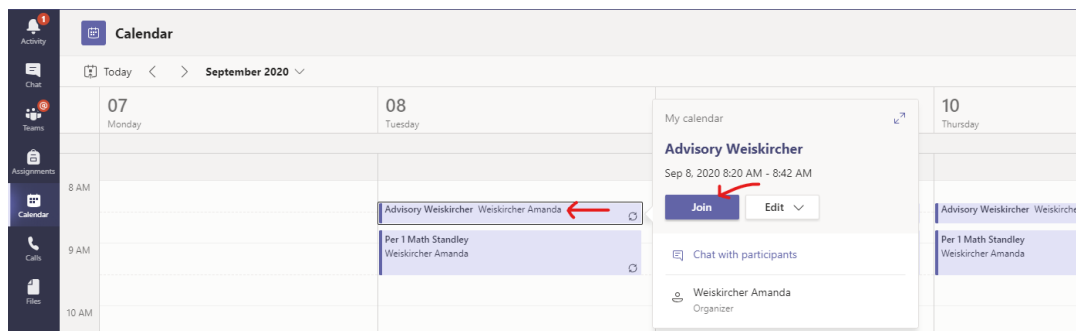 1
Activity
Chat
@
Teams
Assignments
Calendar
Calls
Files
Calendar
Today
September 2020
07
Monday
08
Tuesday
10
Thursday
8 AM
9 AM
10 AM
Advisory Weiskircher Weiskircher Amanda
Per 1 Math Standley
Weiskircher Amanda
My calendar
Advisory Weiskircher
Sep 8, 2020 8:20 AM - 8:42 AM
Join
Edit
Chat with participants
Weiskircher Amanda
Organizer
Advisory Weiskircher Weiskirche
Per 1 Math Standley
Weiskircher Amanda